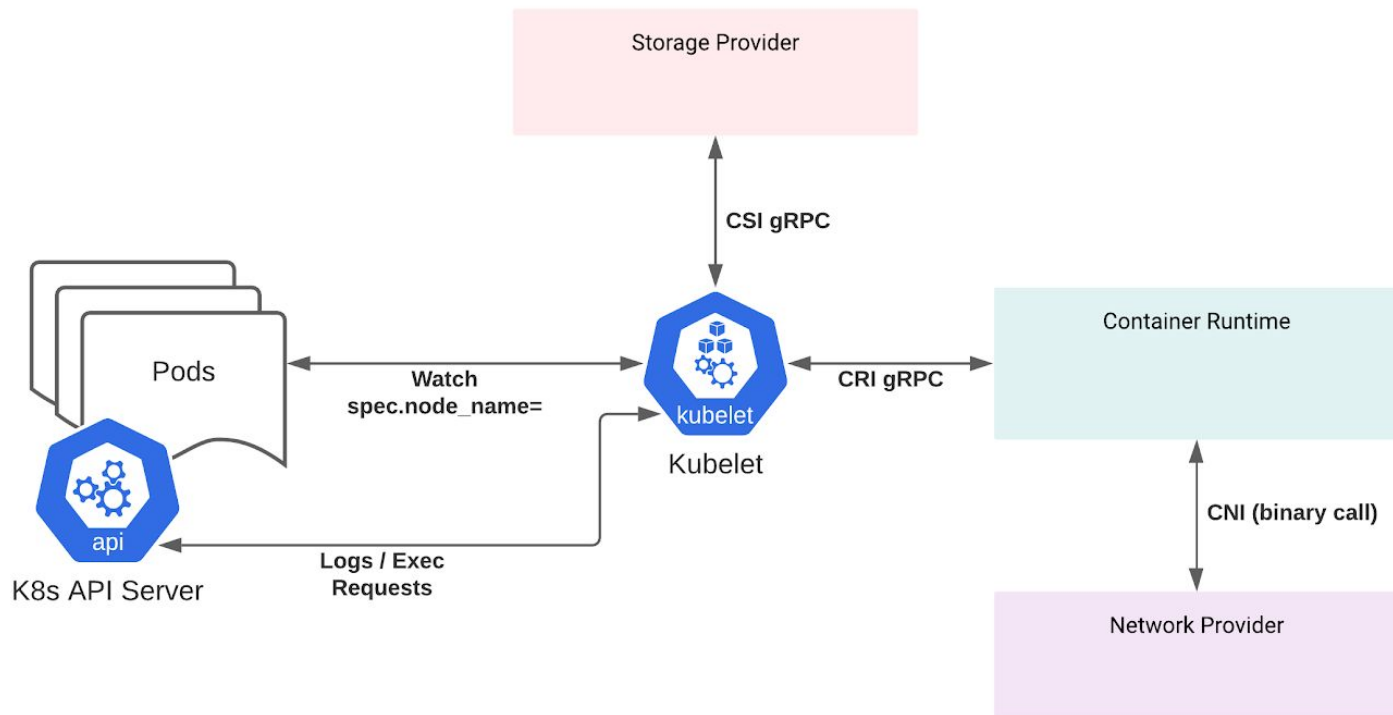 Storage Provider
CSI gRPC
Pods
Watch
spec.node_name=
kubelet
Kubelet
CRI gRPC
Container Runtime
CNI (binary call)
api
K8s API Server
Logs / Exec
Requests
Network Provider